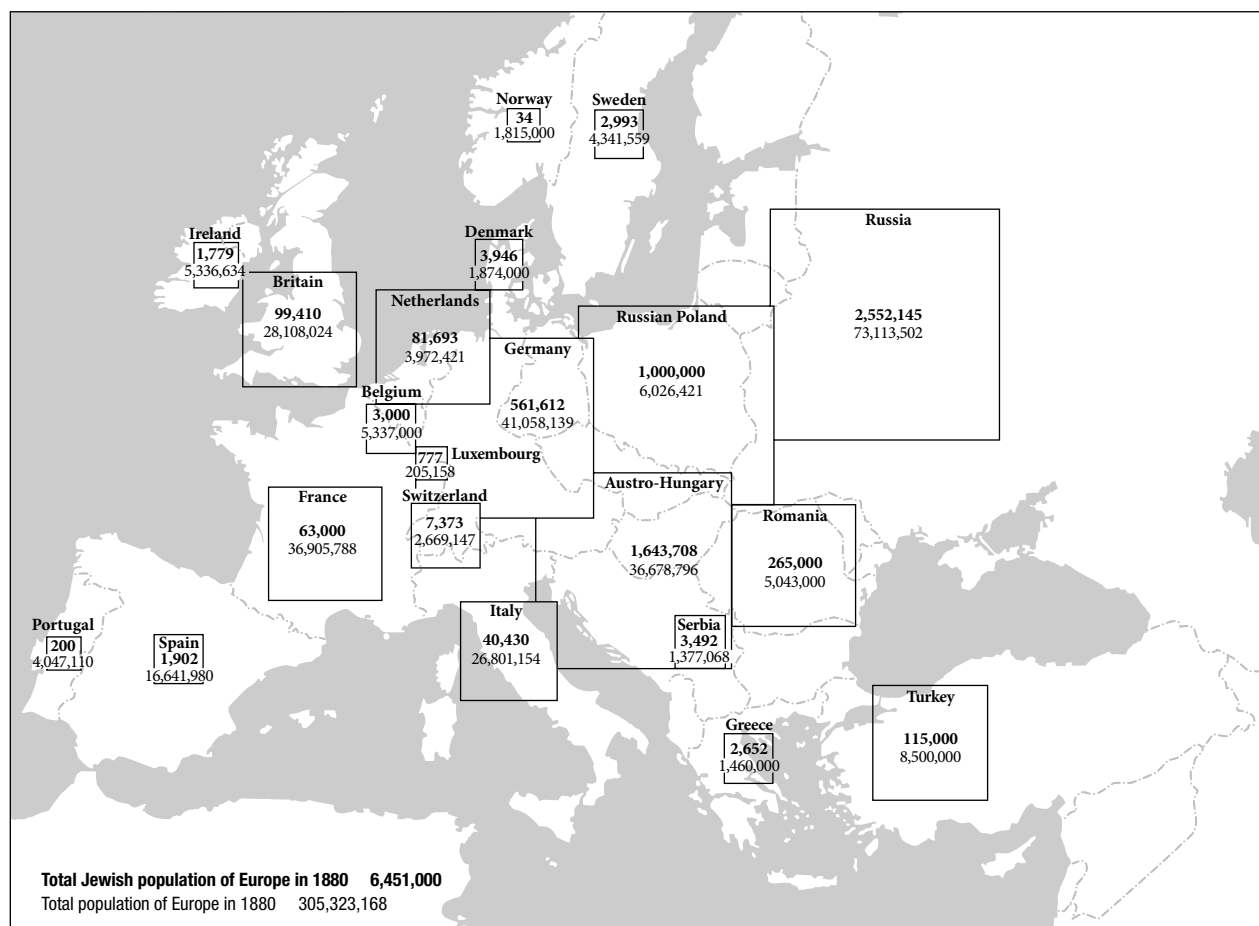 Norway
34
1,815,000
Sweden
2,993
4,341,559
Ireland
1,779
5,336,634
Britain
99,410
28,108,024
Denmark
3,946
1,874,000
Netherlands
81,693
3,972,421
Russia
2,552,145
73,113,502
Russian Poland
1,000,000
6,026,421
Germany
561,612
41,058,139
Belgium
3,000
5,337,000
Luxembourg
777
205,158
France
63,000
36,905,788
Switzerland
7,373
2,669,147
Austro-Hungary
1,643,708
36,678,796
Romania
265,000
5,043,000
Portugal
200
4,047,110
Spain
1,902
16,641,980
Italy
40,430
26,801,154
Serbia
3,492
1,377,068
Greece
2,652
1,460,000
Turkey
115,000
8,500,000
Total Jewish population of Europe in 1880 6,451,000
Total population of Europe in 1880 305,323,168